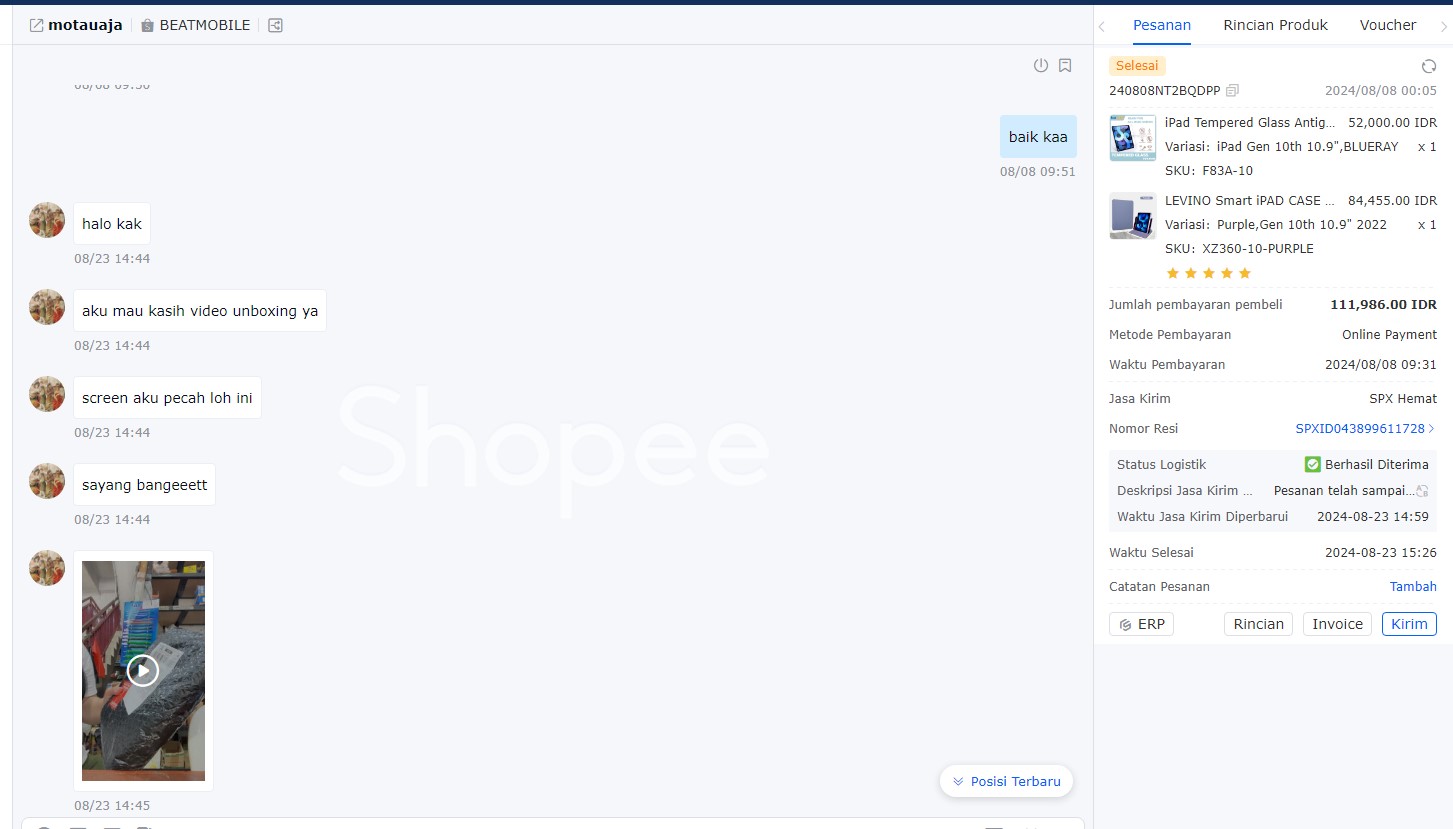 motauaja
BEATMOBILE
08/08 09:50
baik kaa
08/08 09:51
halo kak
08/23 14:44
aku mau kasih video unboxing ya
08/23 14:44
screen aku pecah loh ini
08/23 14:44
sayang bangeeett
08/23 14:44
Shopee
08/23 14:45
Posisi Terbaru
Pesanan Rincian Produk Voucher
Selesai
240808NT2BQDPP 2024/08/08 00:05
iPad Tempered Glass Antig... 52,000.00 IDR
Variasi: iPad Gen 10th 10.9",BLUERAY x 1
SKU: F83A-10
LEVINO Smart iPAD CASE ... 84,455.00 IDR
Variasi: Purple,Gen 10th 10.9" 2022 x 1
SKU: XZ360-10-PURPLE
Jumlah pembayaran pembeli 111,986.00 IDR
Metode Pembayaran Online Payment
Waktu Pembayaran 2024/08/08 09:31
Jasa Kirim SPX Hemat
Nomor Resi SPXID043899611728
Status Logistik Berhasil Diterima
Deskripsi Jasa Kirim ... Pesanan telah sampai...
Waktu Jasa Kirim Diperbarui 2024-08-23 14:59
Waktu Selesai 2024-08-23 15:26
Catatan Pesanan Tambah
ERP Rincian Invoice Kirim